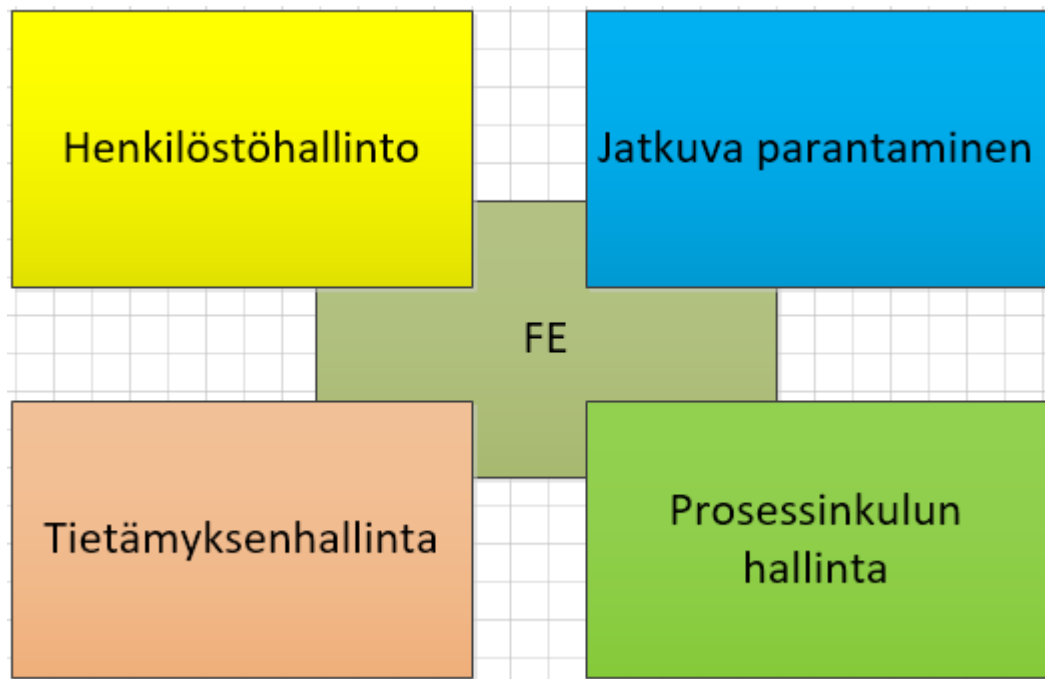 Henkilöstöhallinto
Jatkuva parantaminen
FE
Tietämyksenhallinta
Prosessinkulun
hallinta